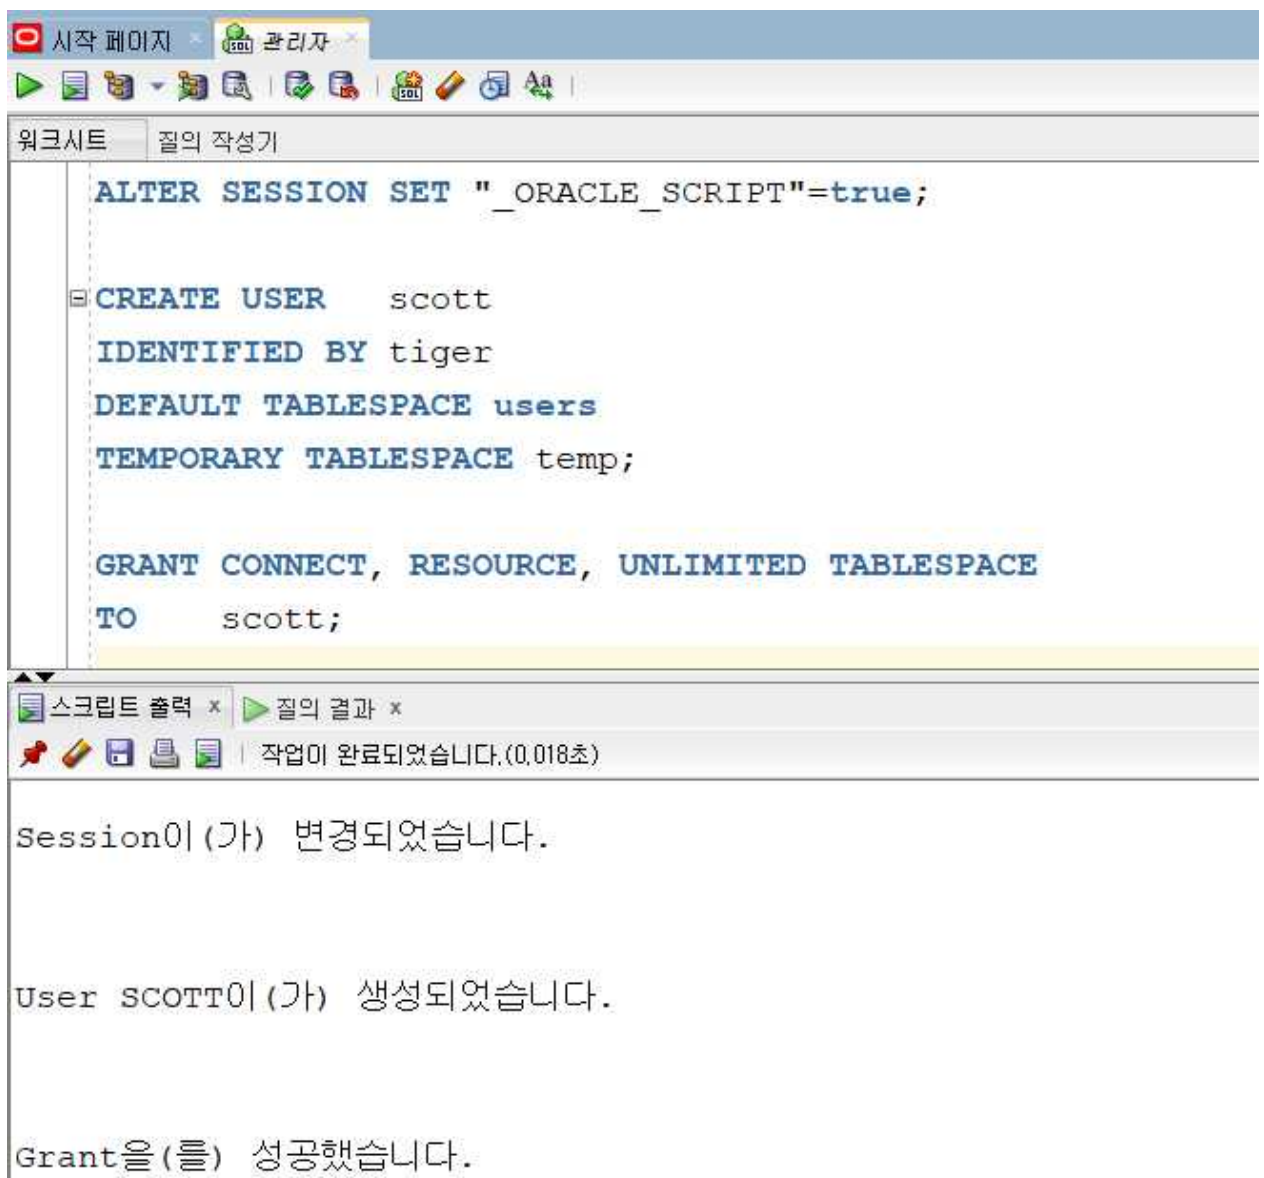 시작 페이지 관리자
워크시트 질의 작성기
ALTER SESSION SET "_ORACLE_SCRIPT"=true;
CREATE USER scott
IDENTIFIED BY tiger
DEFAULT TABLESPACE users
TEMPORARY TABLESPACE temp;
GRANT CONNECT, RESOURCE, UNLIMITED TABLESPACE
TO scott;
스크립트 출력 × 질의 결과 ×
작업이 완료되었습니다.(0.018초)
Session이(가) 변경되었습니다.
User SCOTT이(가) 생성되었습니다.
Grant을(를) 성공했습니다.